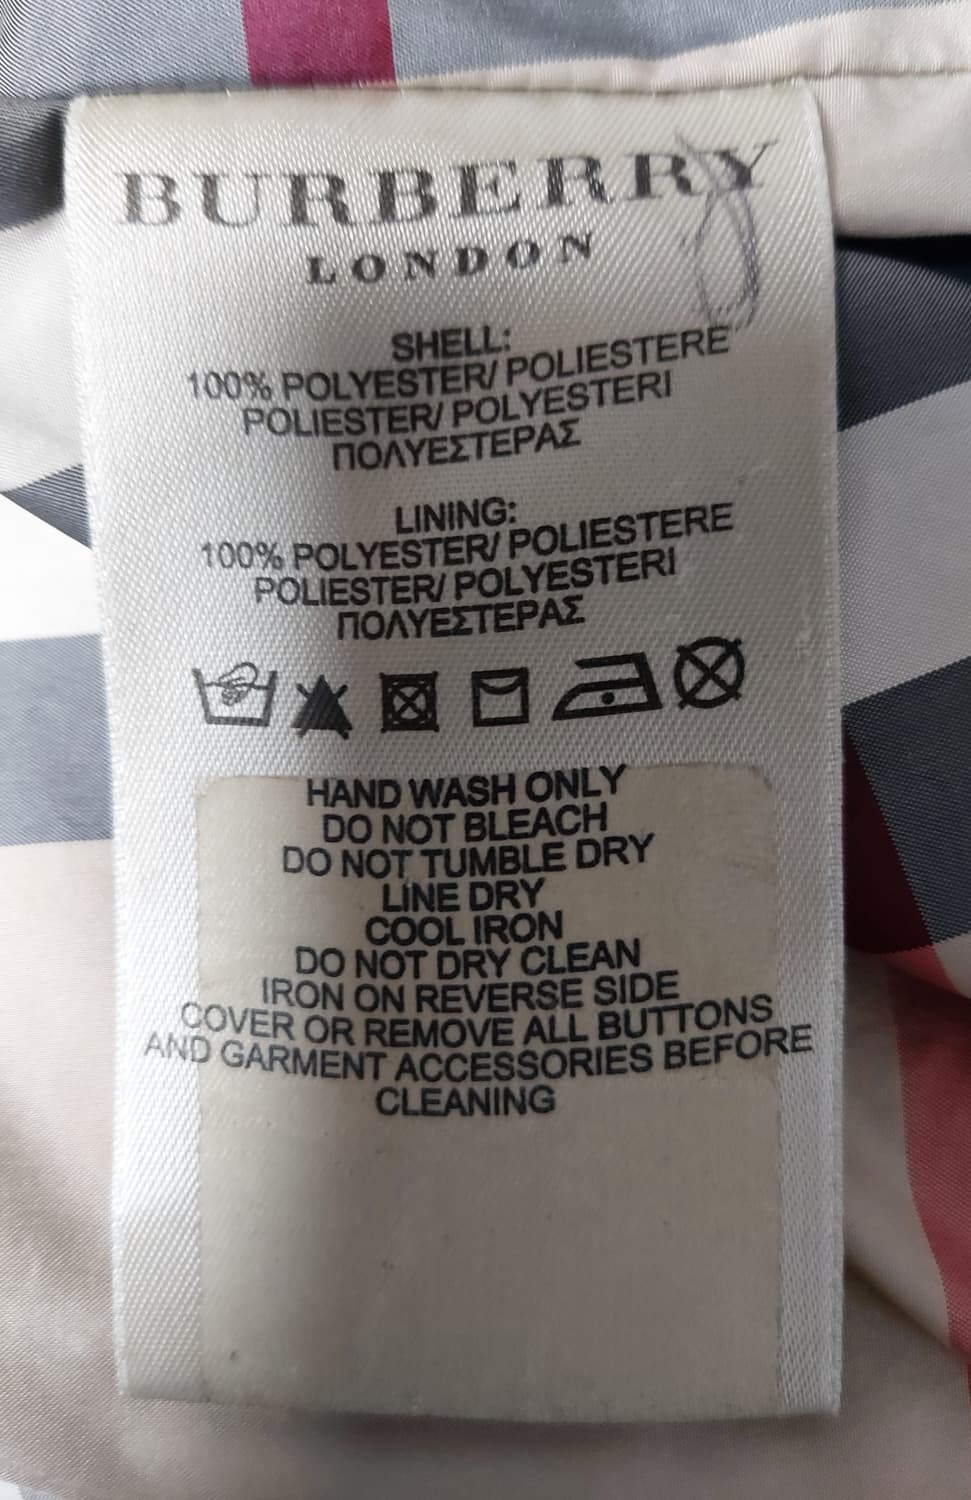 BURBERRY
LONDON
SHELL:
100% POLYESTER/ POLIESTERE
POLIESTER/ POLYESTERI
ΠΟΛΥΕΣΤΕΡΑΣ
LINING:
100% POLYESTER/ POLIESTERE
POLIESTER/ POLYESTERI
ΠΟΛΥΕΣΤΕΡΑΣ
HAND WASH ONLY
DO NOT BLEACH
DO NOT TUMBLE DRY
LINE DRY
COOL IRON
DO NOT DRY CLEAN
IRON ON REVERSE SIDE
COVER OR REMOVE ALL BUTTONS
AND GARMENT ACCESSORIES BEFORE
CLEANING